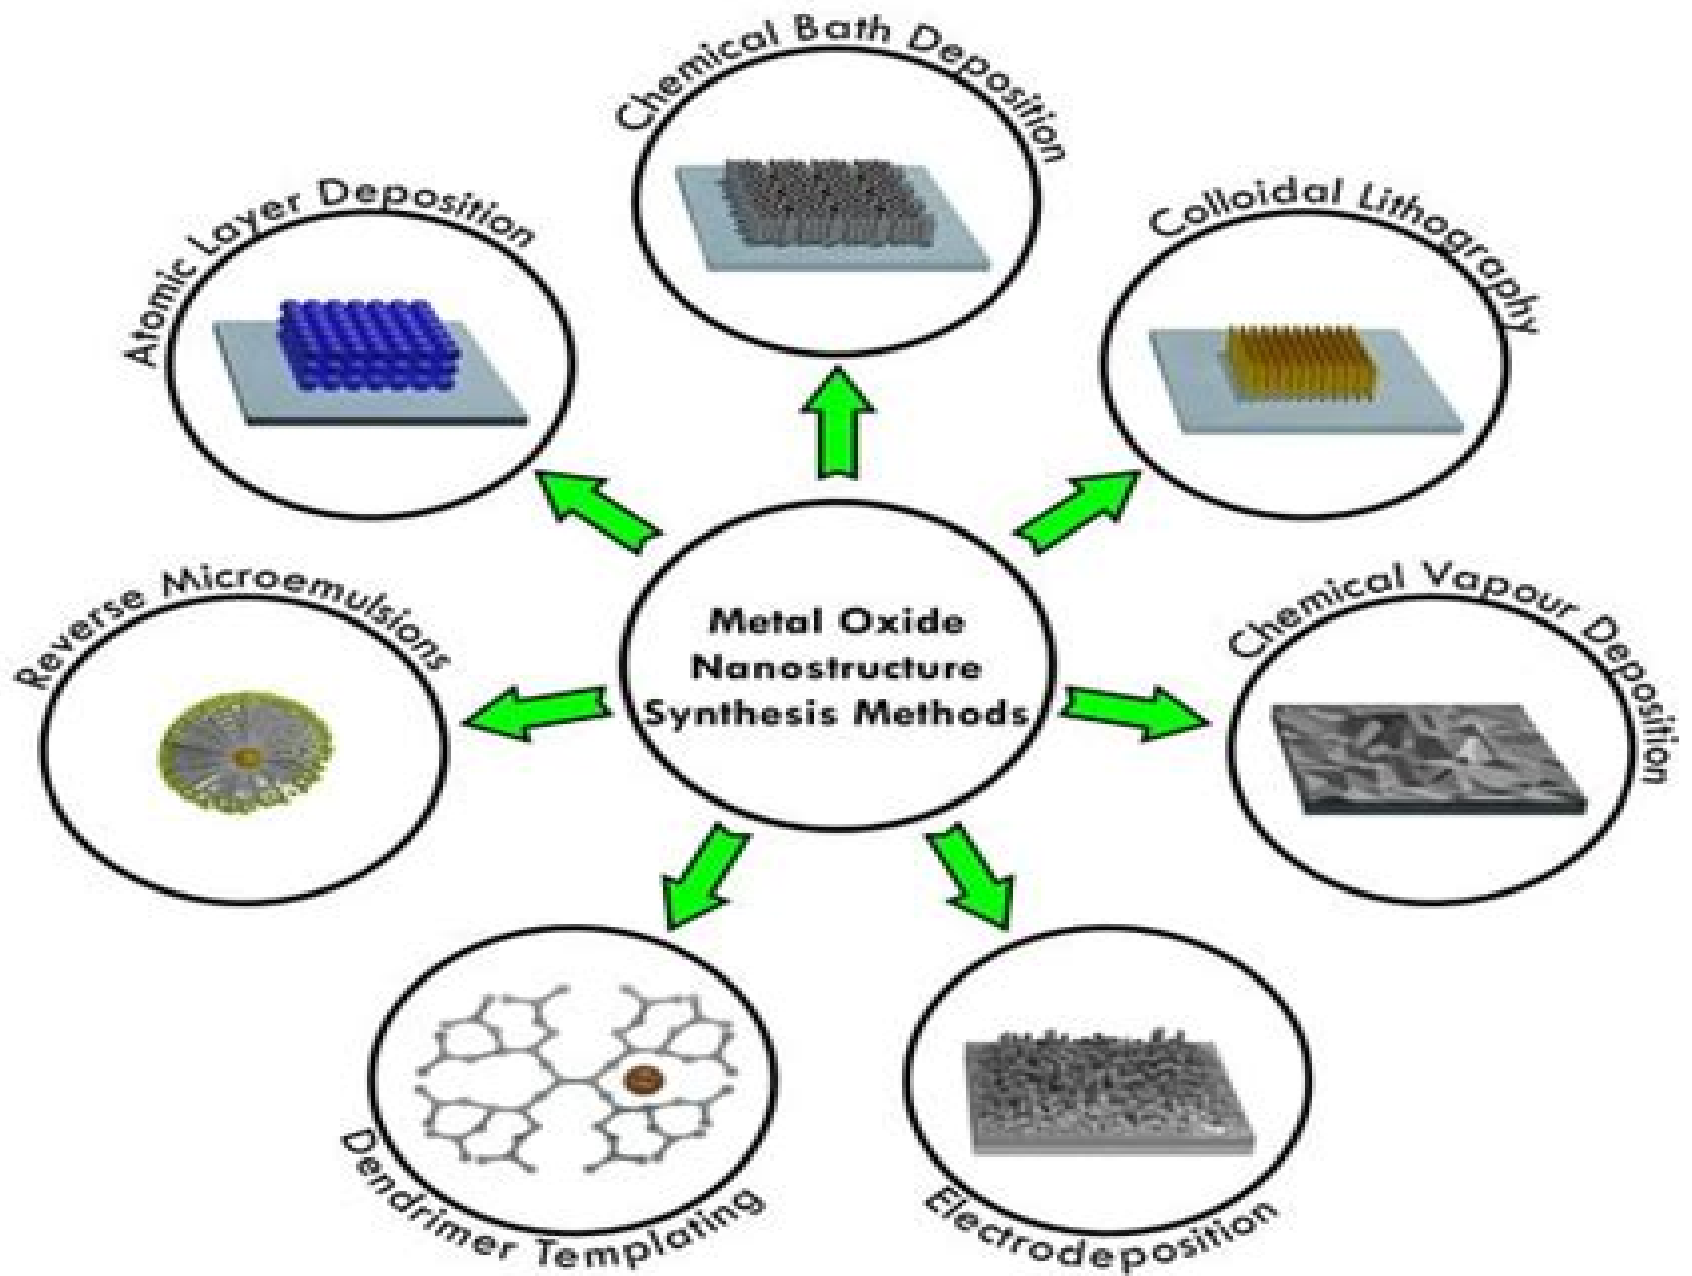 Chemical Bath Deposition
Atomic Layer Deposition
Colloidal Lithography
Reverse Microemulsions
Metal Oxide
Nanostructure
Synthesis Methods
Chemical Vapour Deposition
Dendrimer Templating
Electrodeposition